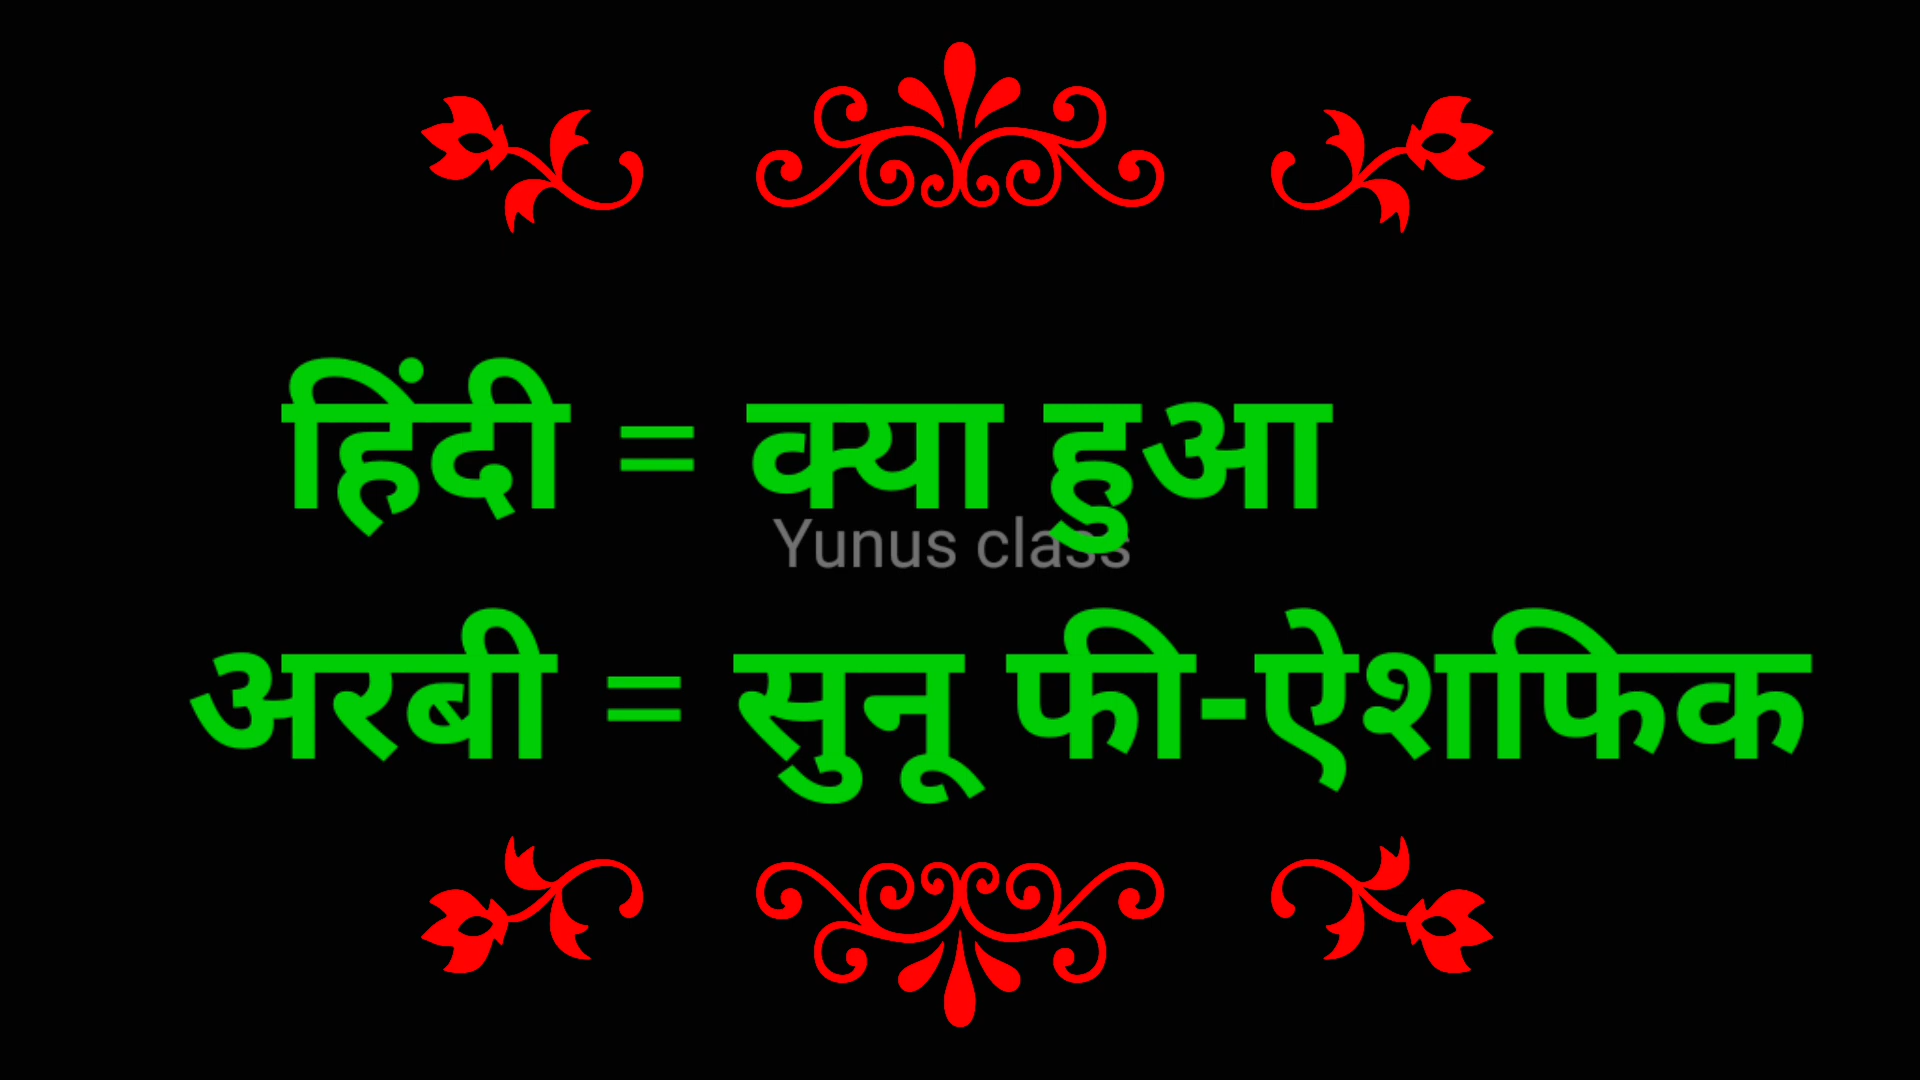 हिंदी = क्या हुआ
Yunus class
अरबी = सुनू फी-ऐशफिक